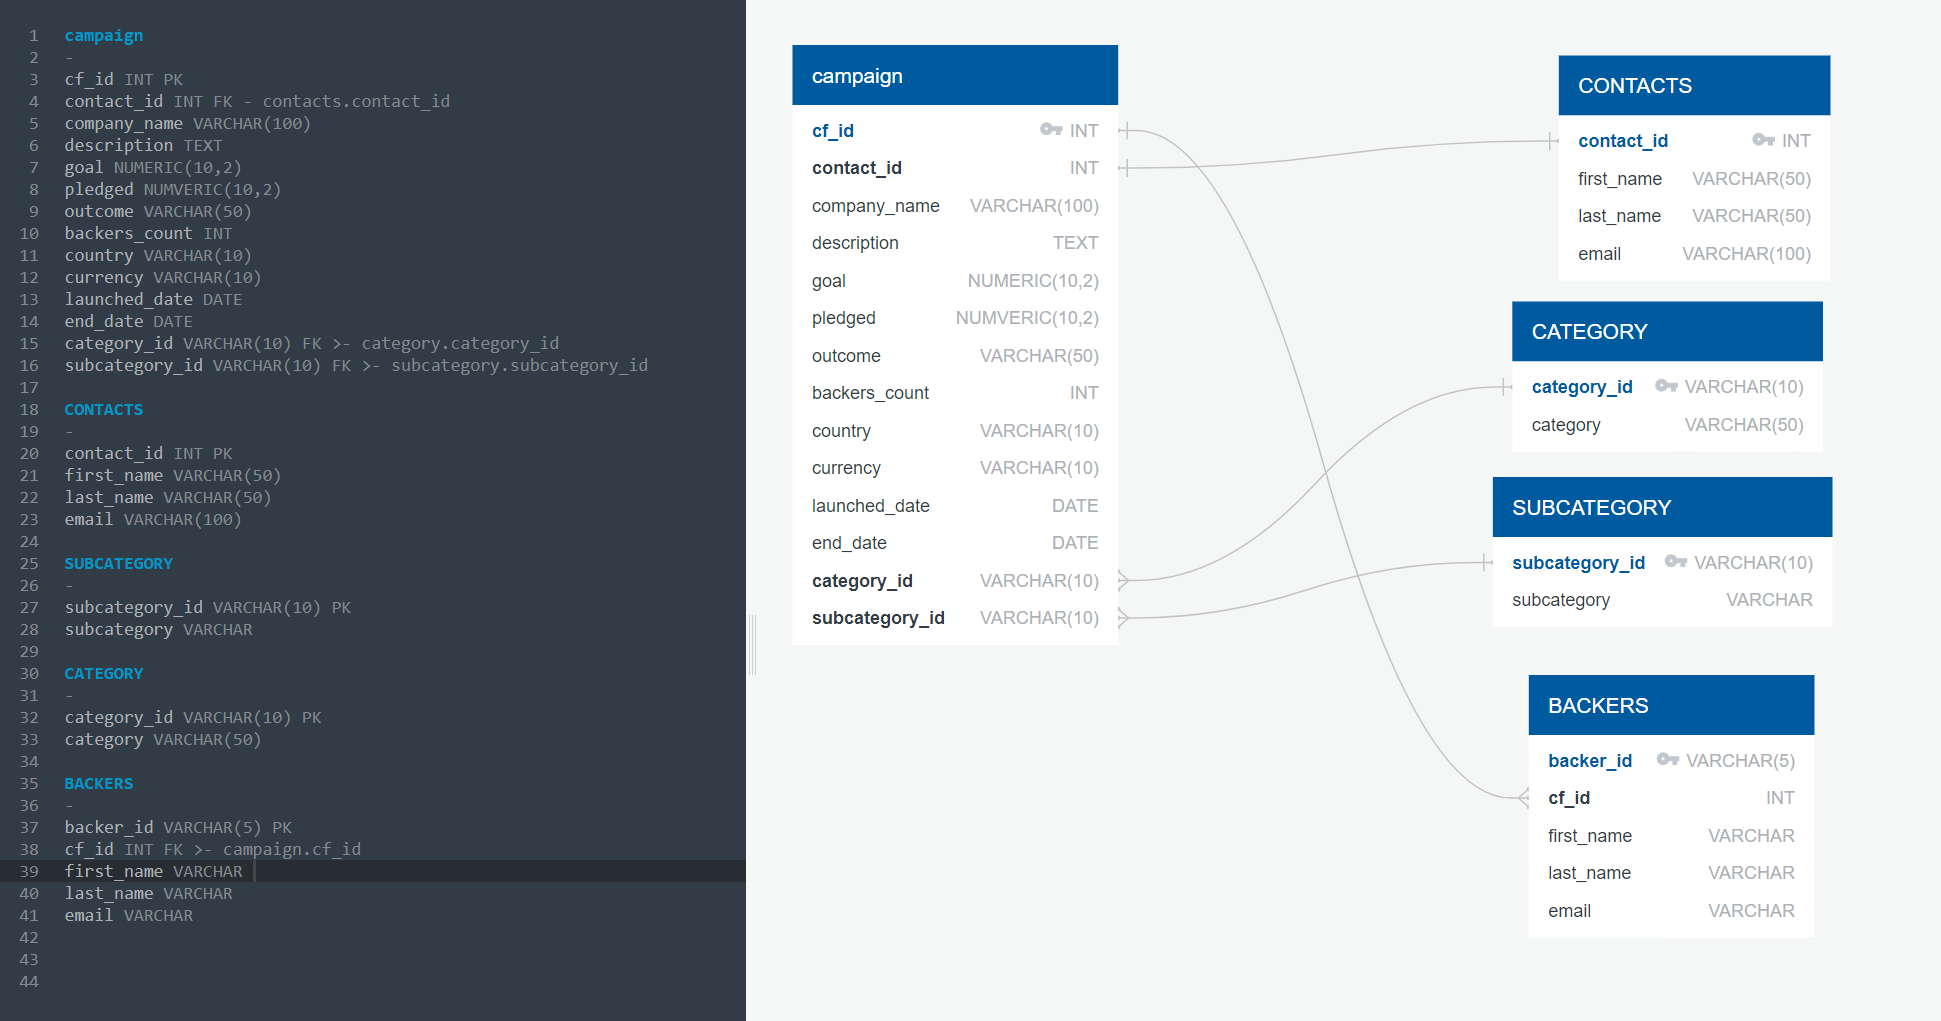 1 campaign
2 -
3 cf_id INT PK
4 contact_id INT FK - contacts.contact_id
5 company_name VARCHAR(100)
6 description TEXT
7 goal NUMERIC(10,2)
8 pledged NUMVERIC(10,2)
9 outcome VARCHAR(50)
10 backers_count INT
11 country VARCHAR(10)
12 currency VARCHAR(10)
13 launched_date DATE
14 end_date DATE
15 category_id VARCHAR(10) FK >- category.category_id
16 subcategory_id VARCHAR(10) FK >- subcategory.subcategory_id
17
18 CONTACTS
19 -
20 contact_id INT PK
21 first_name VARCHAR(50)
22 last_name VARCHAR(50)
23 email VARCHAR(100)
24
25 SUBCATEGORY
26 -
27 subcategory_id VARCHAR(10) PK
28 subcategory VARCHAR
29
30 CATEGORY
31 -
32 category_id VARCHAR(10) PK
33 category VARCHAR(50)
34
35 BACKERS
36 -
37 backer_id VARCHAR(5) PK
38 cf_id INT FK >- campaign.cf_id
39 first_name VARCHAR
40 last_name VARCHAR
41 email VARCHAR
42
43
44
campaign
cf_id INT
contact_id INT
company_name VARCHAR(100)
description TEXT
goal NUMERIC(10,2)
pledged NUMVERIC(10,2)
outcome VARCHAR(50)
backers_count INT
country VARCHAR(10)
currency VARCHAR(10)
launched_date DATE
end_date DATE
category_id VARCHAR(10)
subcategory_id VARCHAR(10)
CONTACTS
contact_id INT
first_name VARCHAR(50)
last_name VARCHAR(50)
email VARCHAR(100)
CATEGORY
category_id VARCHAR(10)
category VARCHAR(50)
SUBCATEGORY
subcategory_id VARCHAR(10)
subcategory VARCHAR
BACKERS
backer_id VARCHAR(5)
cf_id INT
first_name VARCHAR
last_name VARCHAR
email VARCHAR